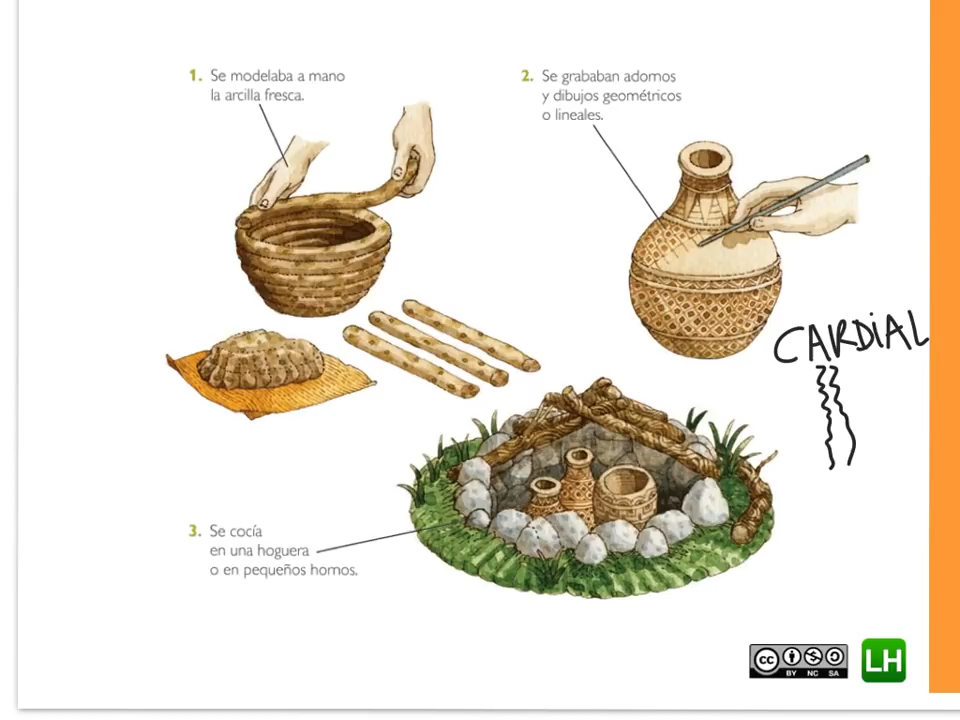 1. Se modelaba a mano
la arcilla fresca.
2. Se grababan adornos
y dibujos geométricos
o lineales.
CARDIAL
3. Se cocía
en una hoguera
o en pequeños hornos.
cc BY NC SA
LH